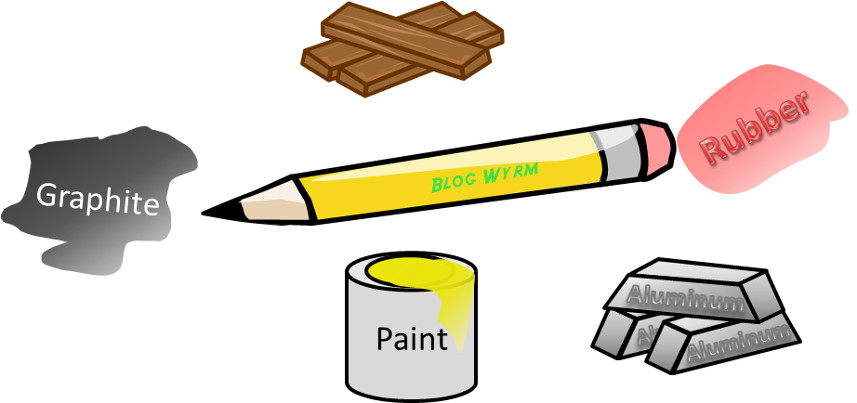 Rubber
BLOG WYRM
Graphite
Aluminum
Paint
Aluminum